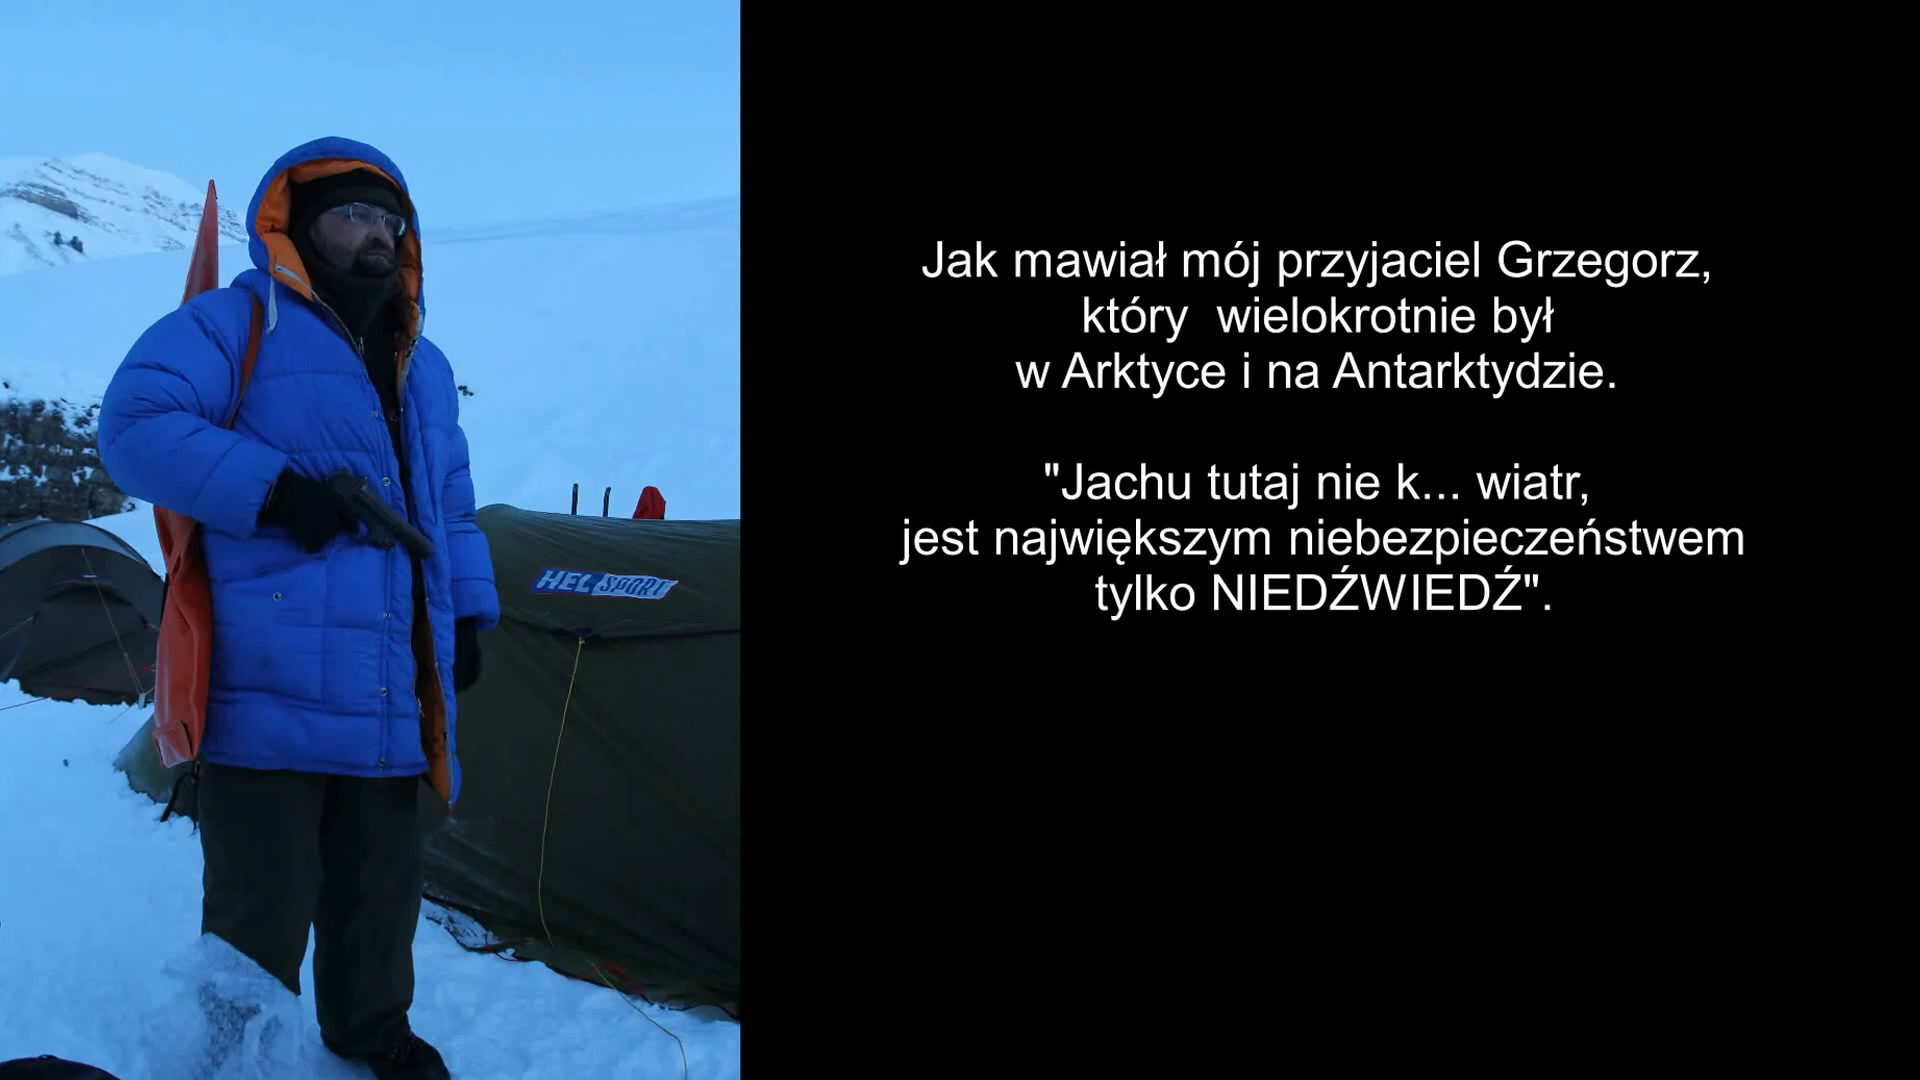 Jak mawiał mój przyjaciel Grzegorz,
który wielokrotnie był
w Arktyce i na Antarktydzie.
"Jachu tutaj nie k... wiatr,
jest największym niebezpieczeństwem
tylko NIEDŹWIEDŹ".
HELSPORT